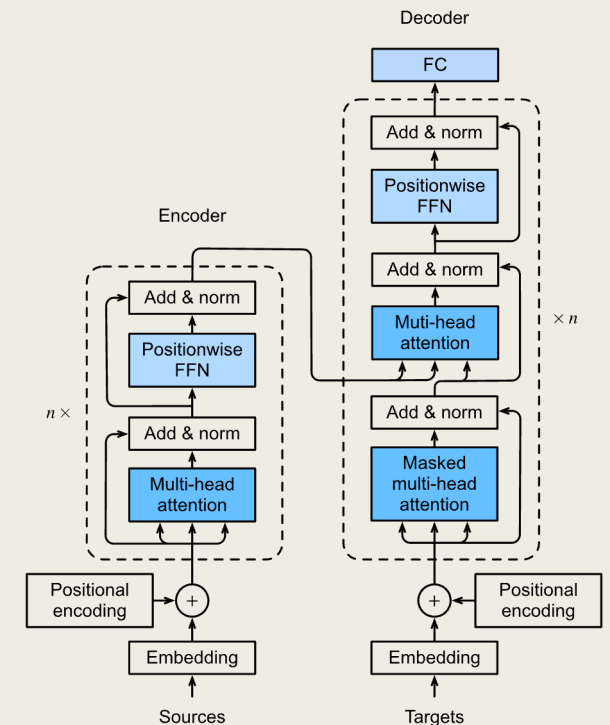 Decoder
FC
Add & norm
Positionwise
FFN
Add & norm
Muti-head
attention
× n
Add & norm
Masked
multi-head
attention
Positional
encoding
+
Embedding
Targets
Encoder
Add & norm
Positionwise
FFN
n ×
Add & norm
Multi-head
attention
Positional
encoding
+
Embedding
Sources